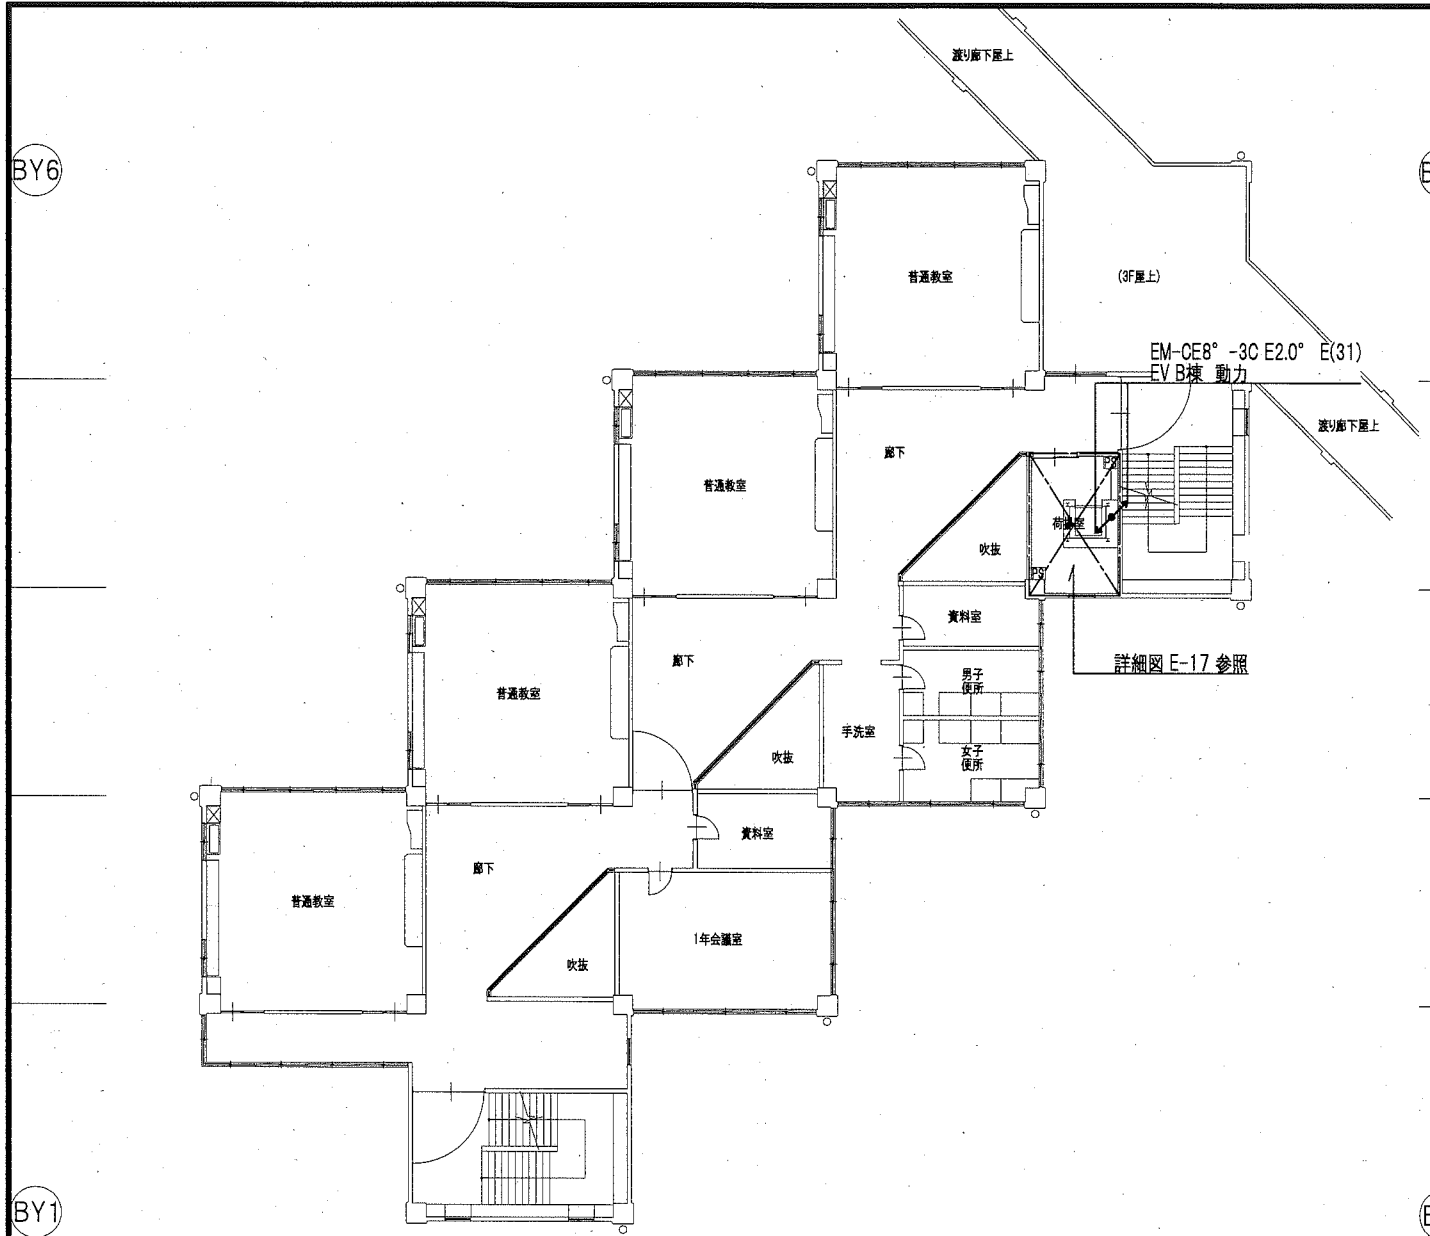 渡り廊下屋上
BY6
普通教室
(3F屋上)
EM-CE8° -3C E2.0° E(31)
EV B棟 動力
渡り廊下屋上
廊下
PS
普通教室
吹抜
PS
資料室
詳細図 E-17 参照
廊下
男子
便所
普通教室
手洗室
女子
便所
吹抜
資料室
廊下
普通教室
1年会議室
吹抜
BY1